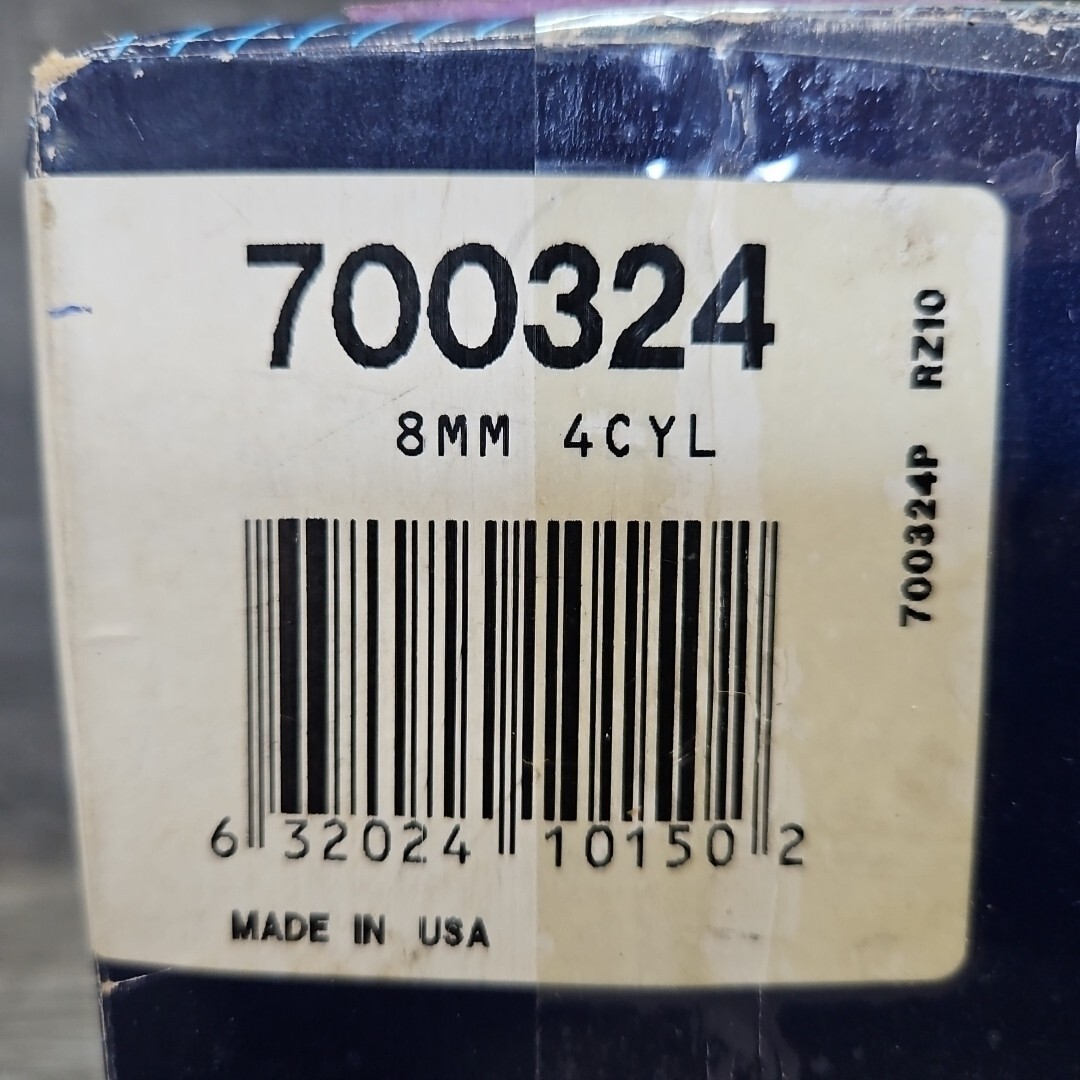 700324
8MM 4CYL
6 32024 10150 2
MADE IN USA
700324P RZ10